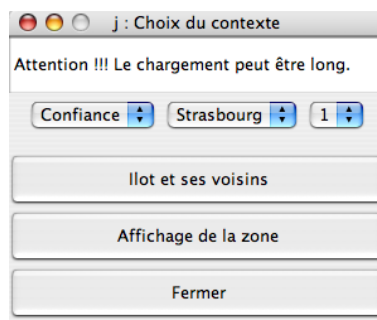 j : Choix du contexte
Attention !!! Le chargement peut être long.
Confiance Strasbourg 1
Ilot et ses voisins
Affichage de la zone
Fermer